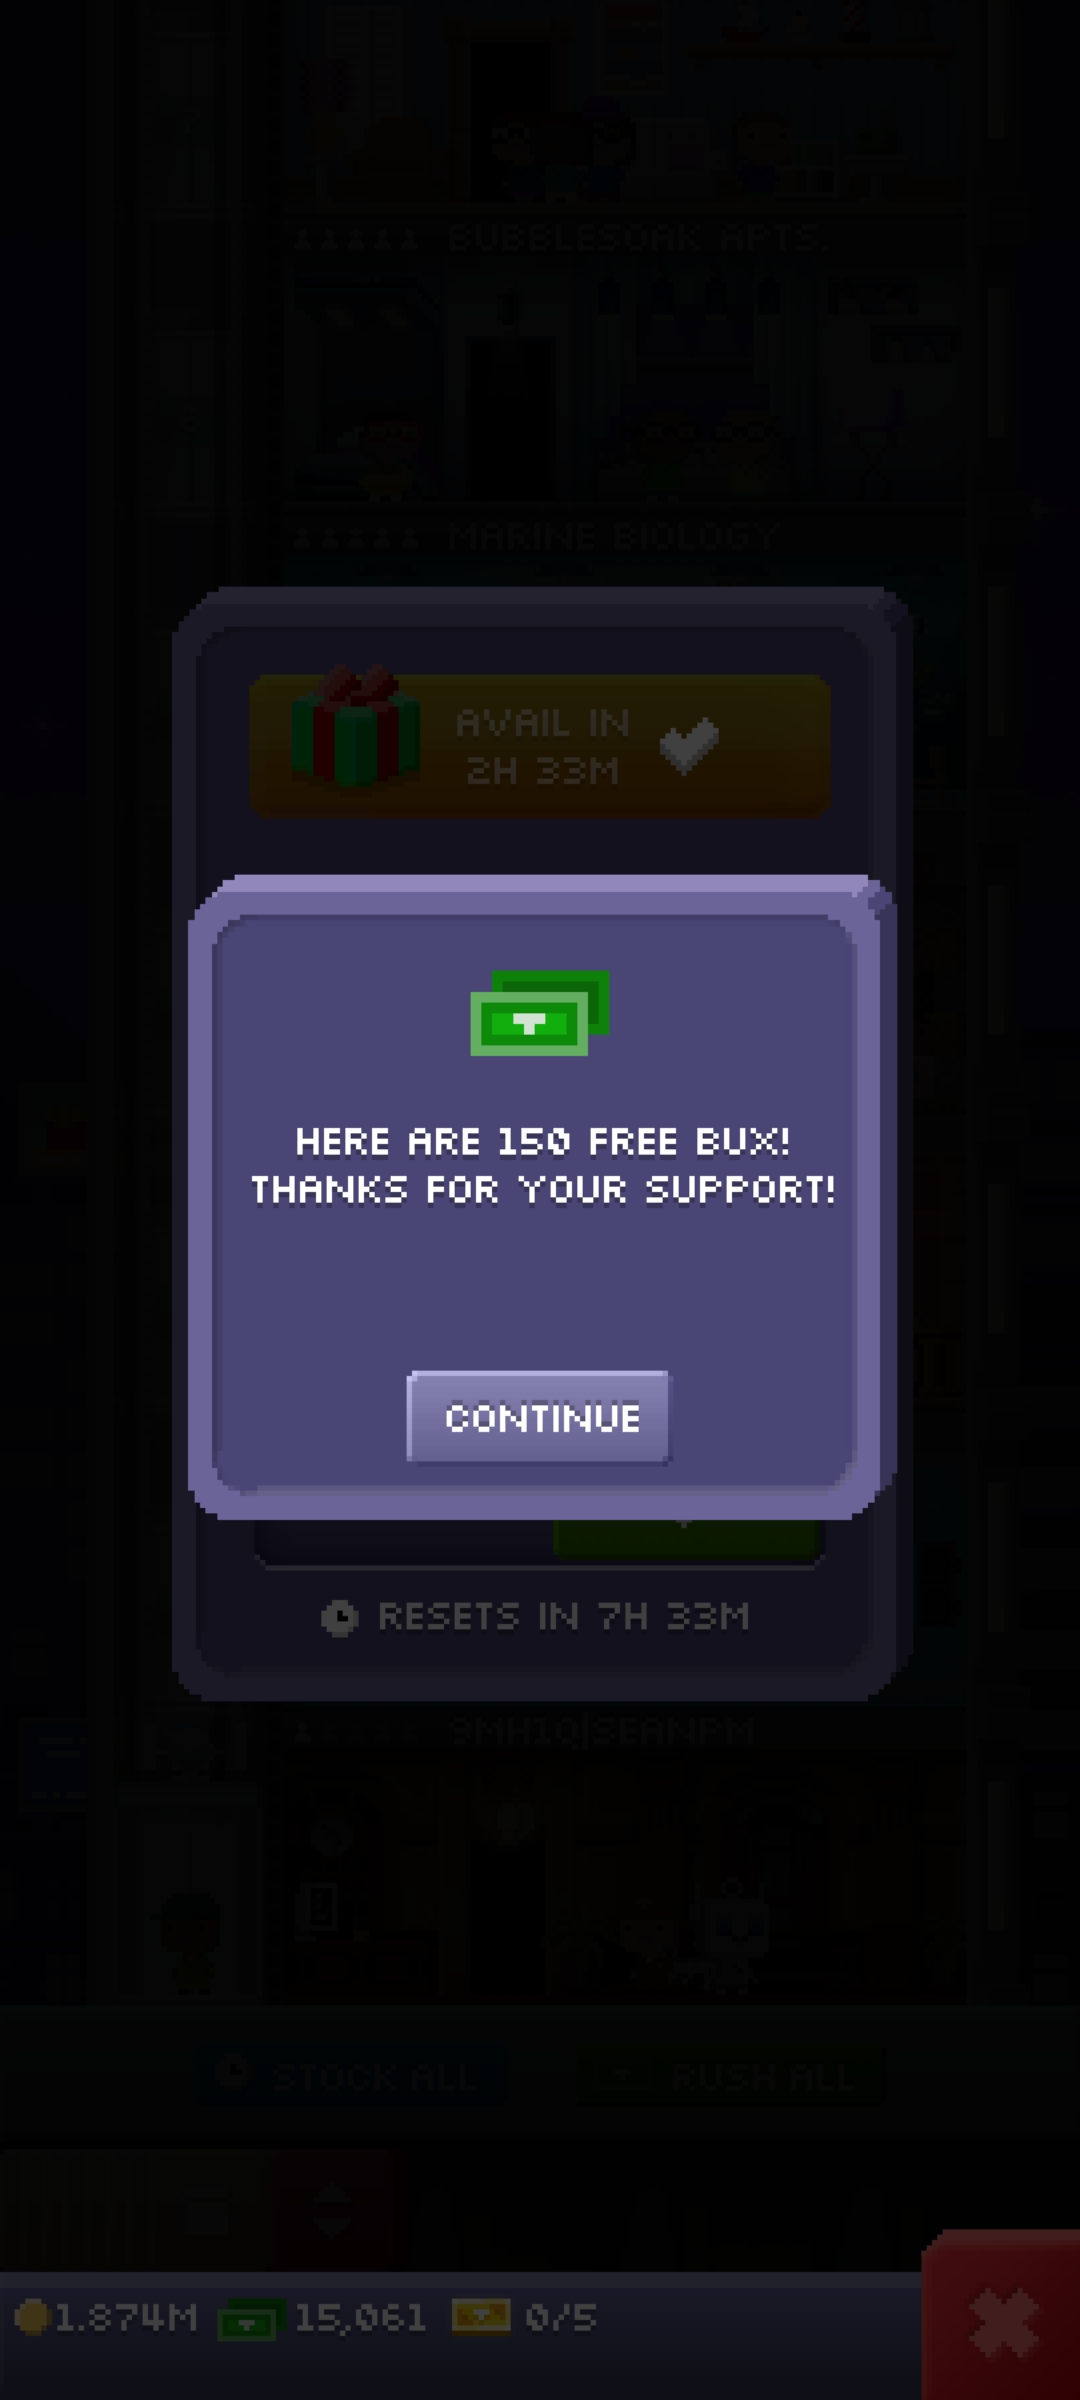 BUBBLESOAK APTS.
MARINE BIOLOGY
AVAIL IN
2H 33M
HERE ARE 150 FREE BUX!
THANKS FOR YOUR SUPPORT!
CONTINUE
RESETS IN 7H 33M
9MH1Q|SEANPM
STOCK ALL
RUSH ALL
1.874M
15,061
0/5